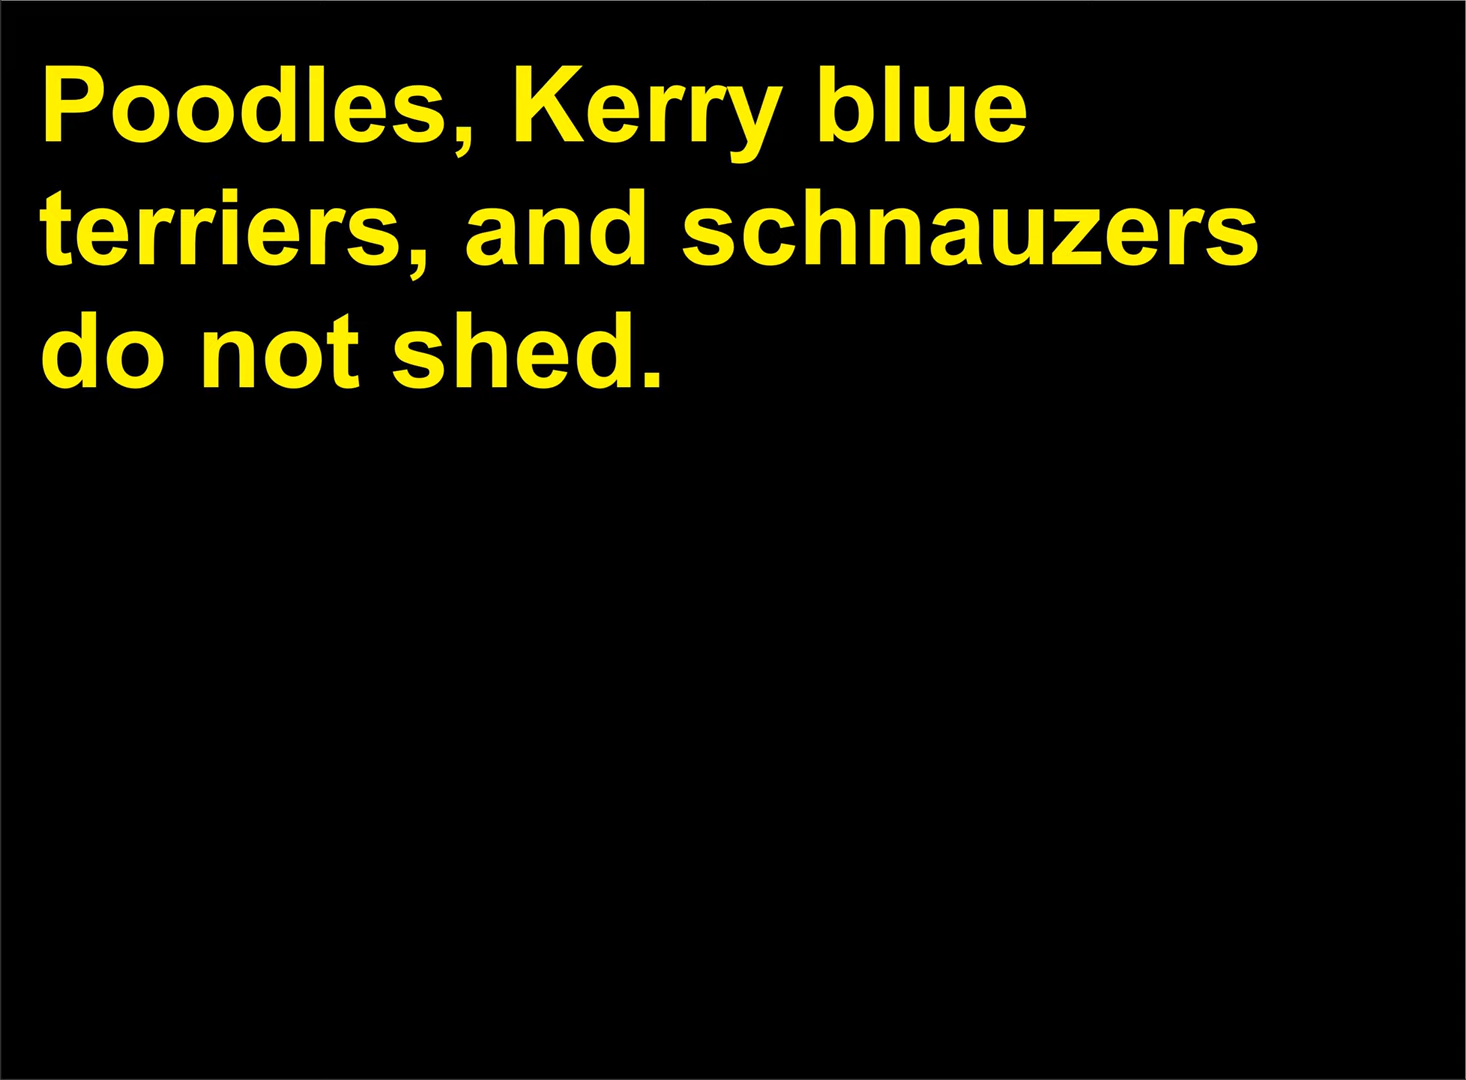 Poodles, Kerry blue
terriers, and schnauzers
do not shed.